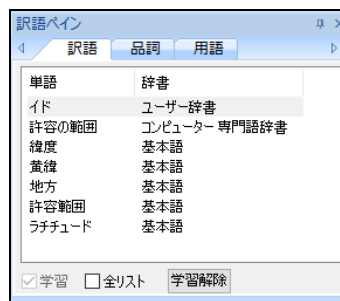 訳語ペイン
訳語 品詞 用語
単語 辞書
イド ユーザー辞書
許容の範囲 コンピューター 専門語辞書
緯度 基本語
黄緯 基本語
地方 基本語
許容範囲 基本語
ラチチュード 基本語
学習 全リスト 学習解除